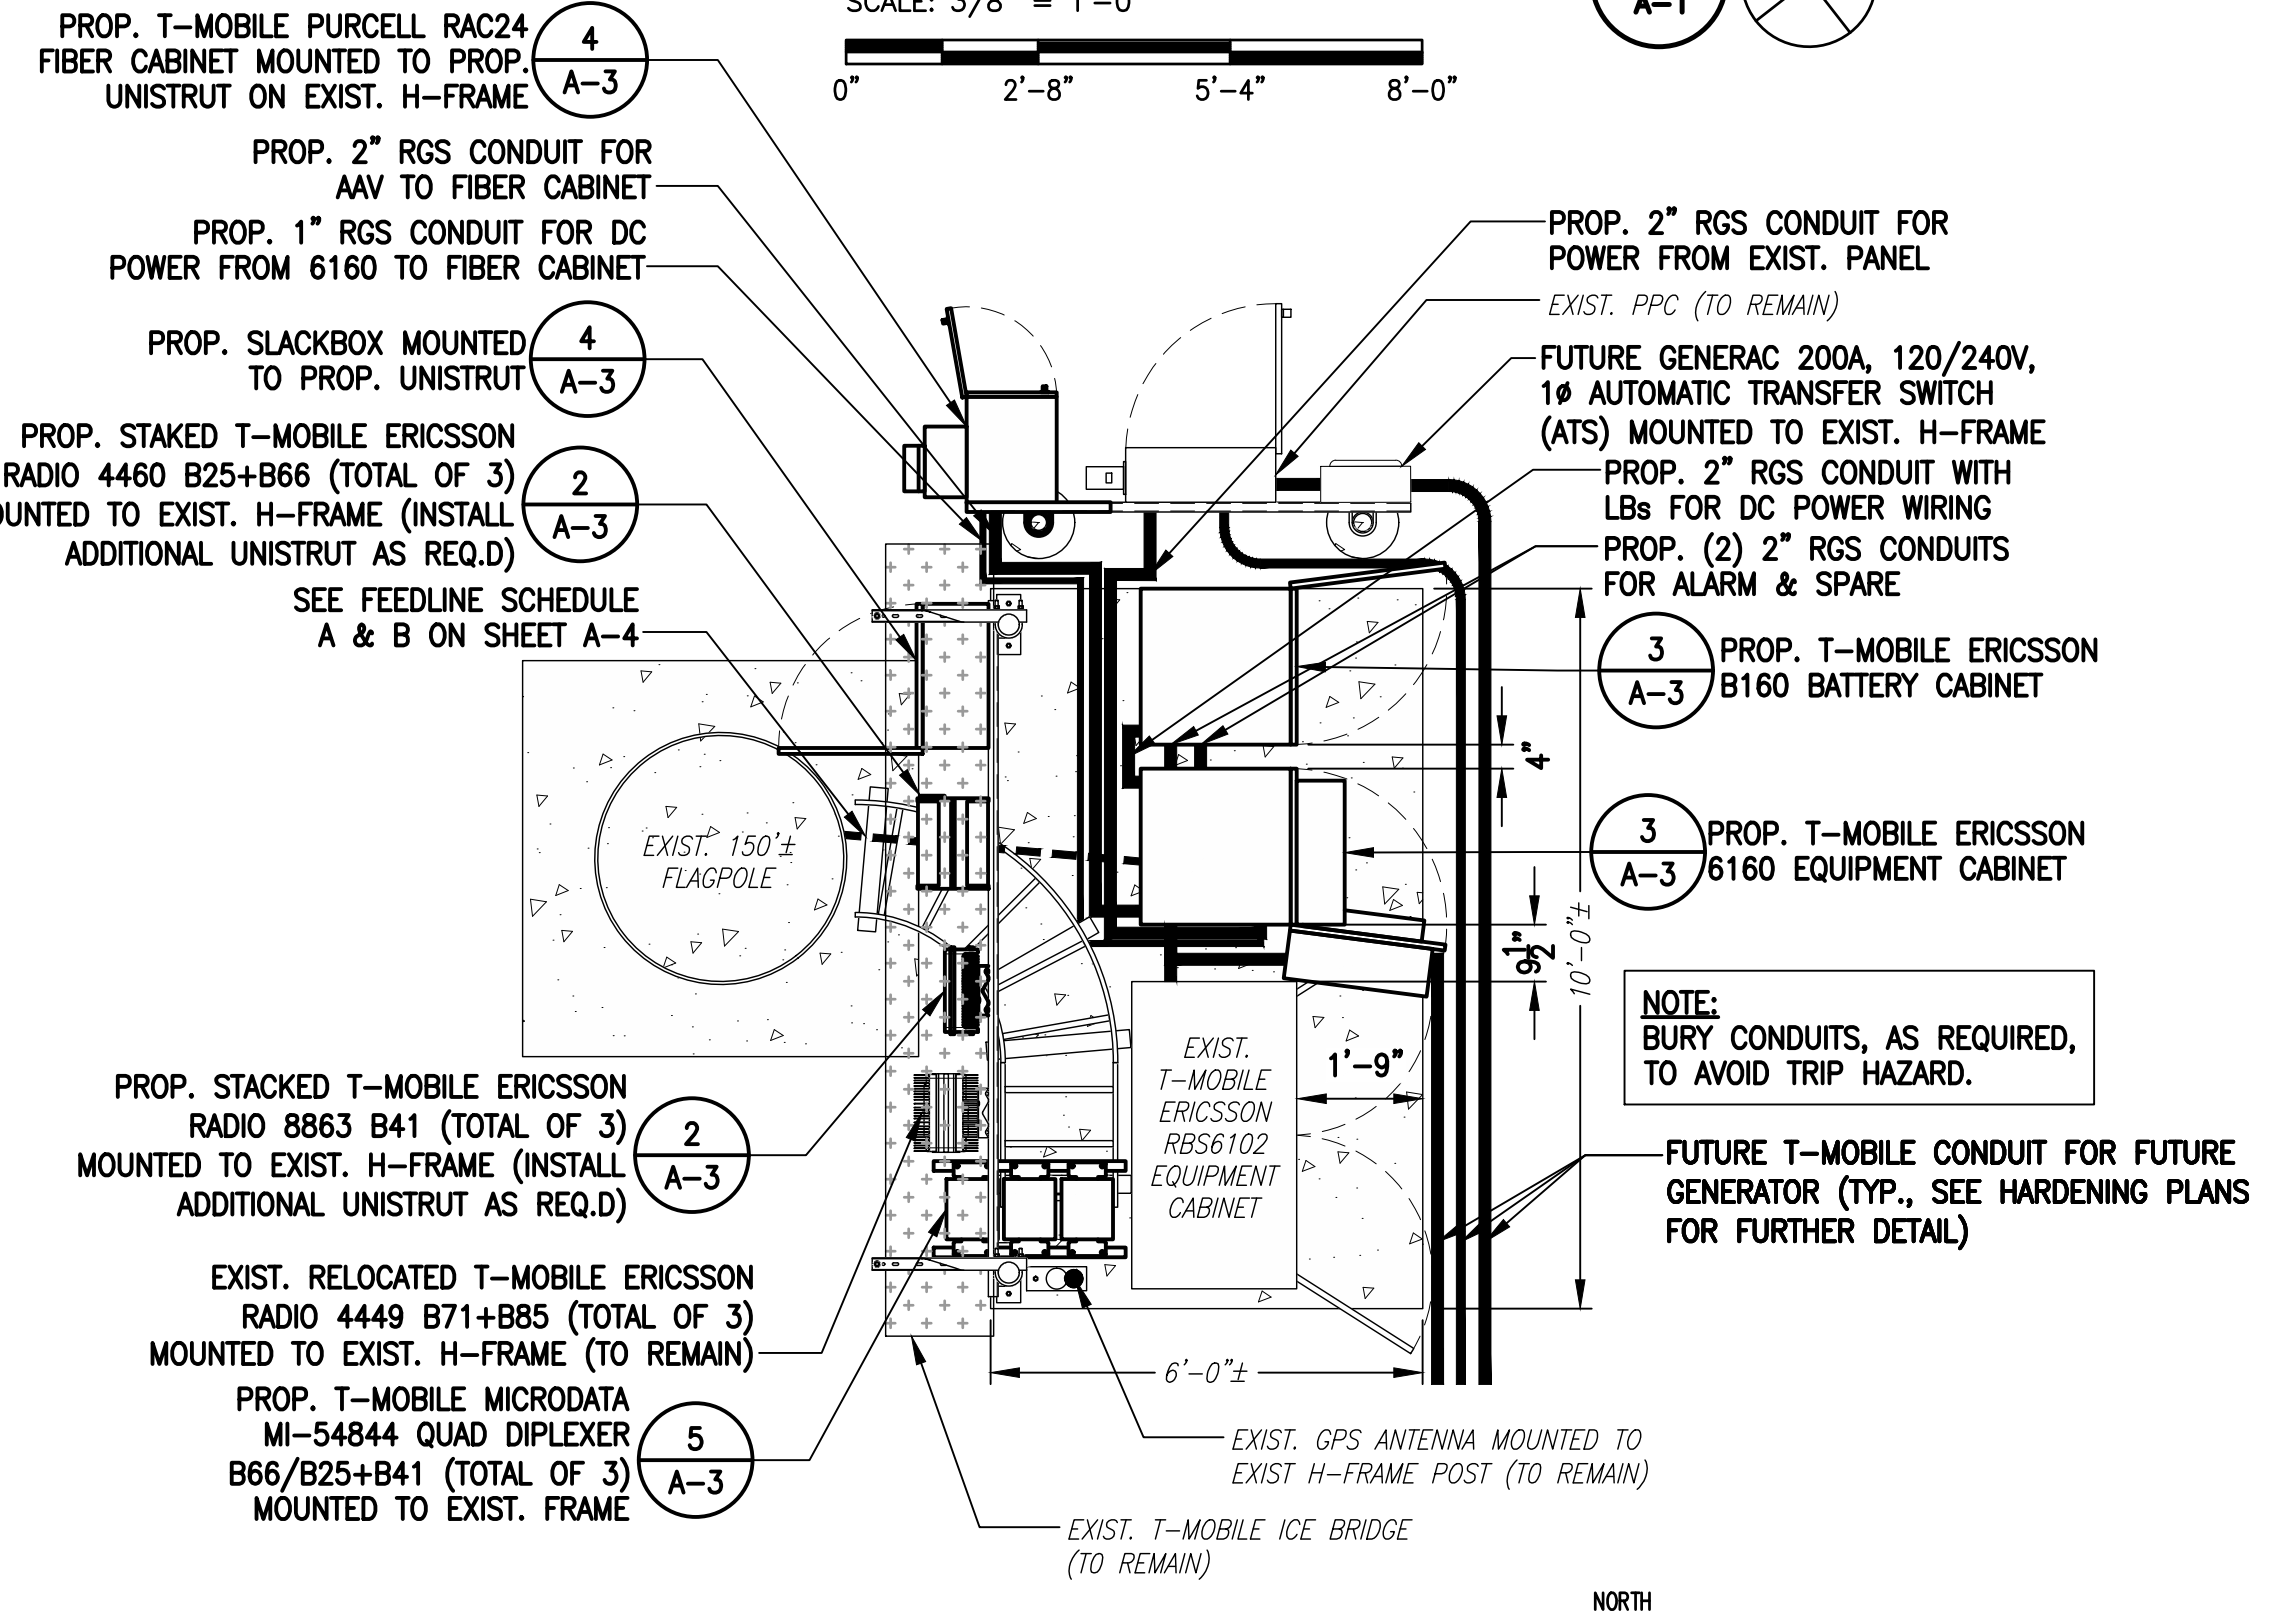 SCALE: 3/8" = 1'-0"
A-1
0"
2'-8"
5'-4"
8'-0"
PROP. T-MOBILE PURCELL RAC24
FIBER CABINET MOUNTED TO PROP.
UNISTRUT ON EXIST. H-FRAME
4
A-3
PROP. 2" RGS CONDUIT FOR
AAV TO FIBER CABINET
PROP. 1" RGS CONDUIT FOR DC
POWER FROM 6160 TO FIBER CABINET
PROP. SLACKBOX MOUNTED
TO PROP. UNISTRUT
4
A-3
PROP. STAKED T-MOBILE ERICSSON
RADIO 4460 B25+B66 (TOTAL OF 3)
OUNTED TO EXIST. H-FRAME (INSTALL
ADDITIONAL UNISTRUT AS REQ.D)
2
A-3
SEE FEEDLINE SCHEDULE
A & B ON SHEET A-4
PROP. 2" RGS CONDUIT FOR
POWER FROM EXIST. PANEL
EXIST. PPC (TO REMAIN)
FUTURE GENERAC 200A, 120/240V,
1ø AUTOMATIC TRANSFER SWITCH
(ATS) MOUNTED TO EXIST. H-FRAME
PROP. 2" RGS CONDUIT WITH
LBs FOR DC POWER WIRING
PROP. (2) 2" RGS CONDUITS
FOR ALARM & SPARE
3
A-3
PROP. T-MOBILE ERICSSON
B160 BATTERY CABINET
4"
3
A-3
PROP. T-MOBILE ERICSSON
6160 EQUIPMENT CABINET
9 1/2"
10'-0"±
EXIST. 150'±
FLAGPOLE
EXIST.
T-MOBILE
ERICSSON
RBS6102
EQUIPMENT
CABINET
1'-9"
NOTE:
BURY CONDUITS, AS REQUIRED,
TO AVOID TRIP HAZARD.
PROP. STACKED T-MOBILE ERICSSON
RADIO 8863 B41 (TOTAL OF 3)
MOUNTED TO EXIST. H-FRAME (INSTALL
ADDITIONAL UNISTRUT AS REQ.D)
2
A-3
FUTURE T-MOBILE CONDUIT FOR FUTURE
GENERATOR (TYP., SEE HARDENING PLANS
FOR FURTHER DETAIL)
EXIST. RELOCATED T-MOBILE ERICSSON
RADIO 4449 B71+B85 (TOTAL OF 3)
MOUNTED TO EXIST. H-FRAME (TO REMAIN)
6'-0"±
PROP. T-MOBILE MICRODATA
MI-54844 QUAD DIPLEXER
B66/B25+B41 (TOTAL OF 3)
MOUNTED TO EXIST. FRAME
5
A-3
EXIST. GPS ANTENNA MOUNTED TO
EXIST H-FRAME POST (TO REMAIN)
EXIST. T-MOBILE ICE BRIDGE
(TO REMAIN)
NORTH